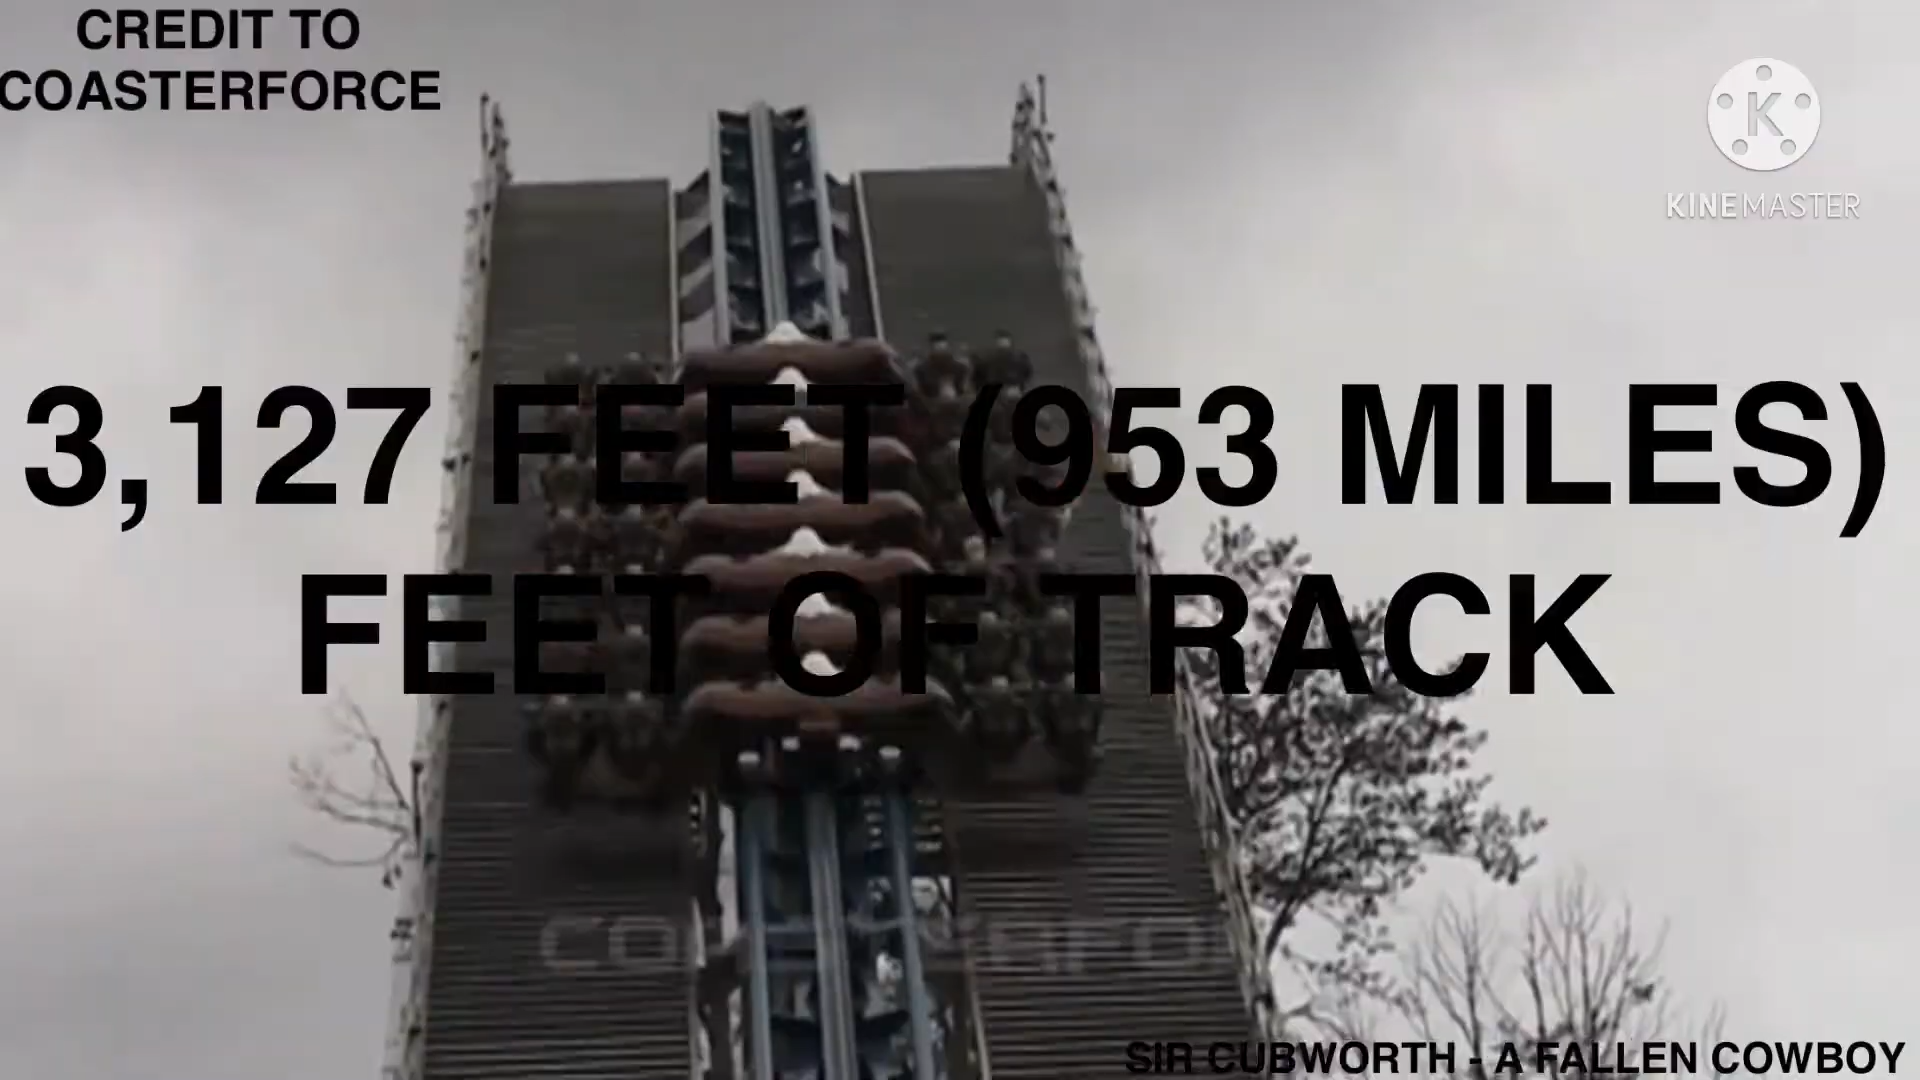 CREDIT TO
COASTERFORCE
K
KINEMASTER
3,127 FEET (953 MILES)
FEET OF TRACK
SIR CUBWORTH - A FALLEN COWBOY